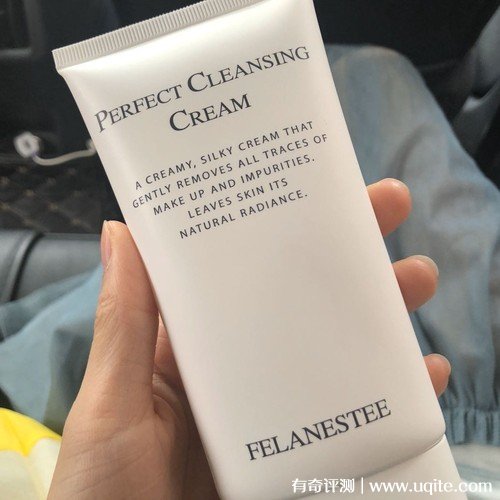 PERFECT CLEANSING
CREAM
A CREAMY, SILKY CREAM THAT
GENTLY REMOVES ALL TRACES OF
MAKE UP AND IMPURITIES.
LEAVES SKIN ITS
NATURAL RADIANCE.
FELANESTEE
有奇评测 | www.uqite.com